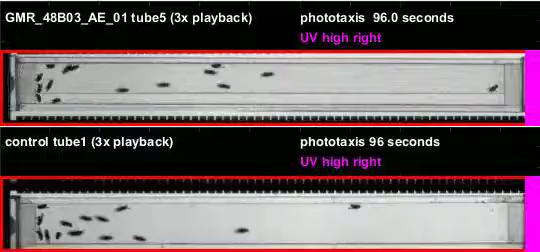 GMR_48B03_AE_01 tube5 (3x playback) phototaxis 96.0 seconds
UV high right
control tube1 (3x playback) phototaxis 96 seconds
UV high right